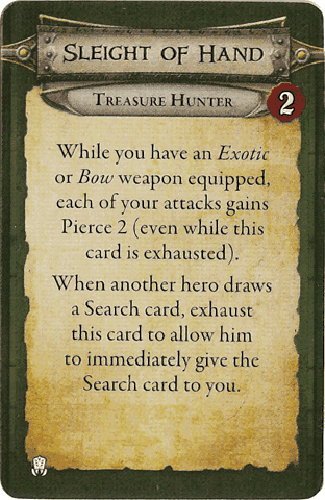 Sleight of Hand
Treasure Hunter
2
While you have an Exotic
or Bow weapon equipped,
each of your attacks gains
Pierce 2 (even while this
card is exhausted).
When another hero draws
a Search card, exhaust
this card to allow him
to immediately give the
Search card to you.